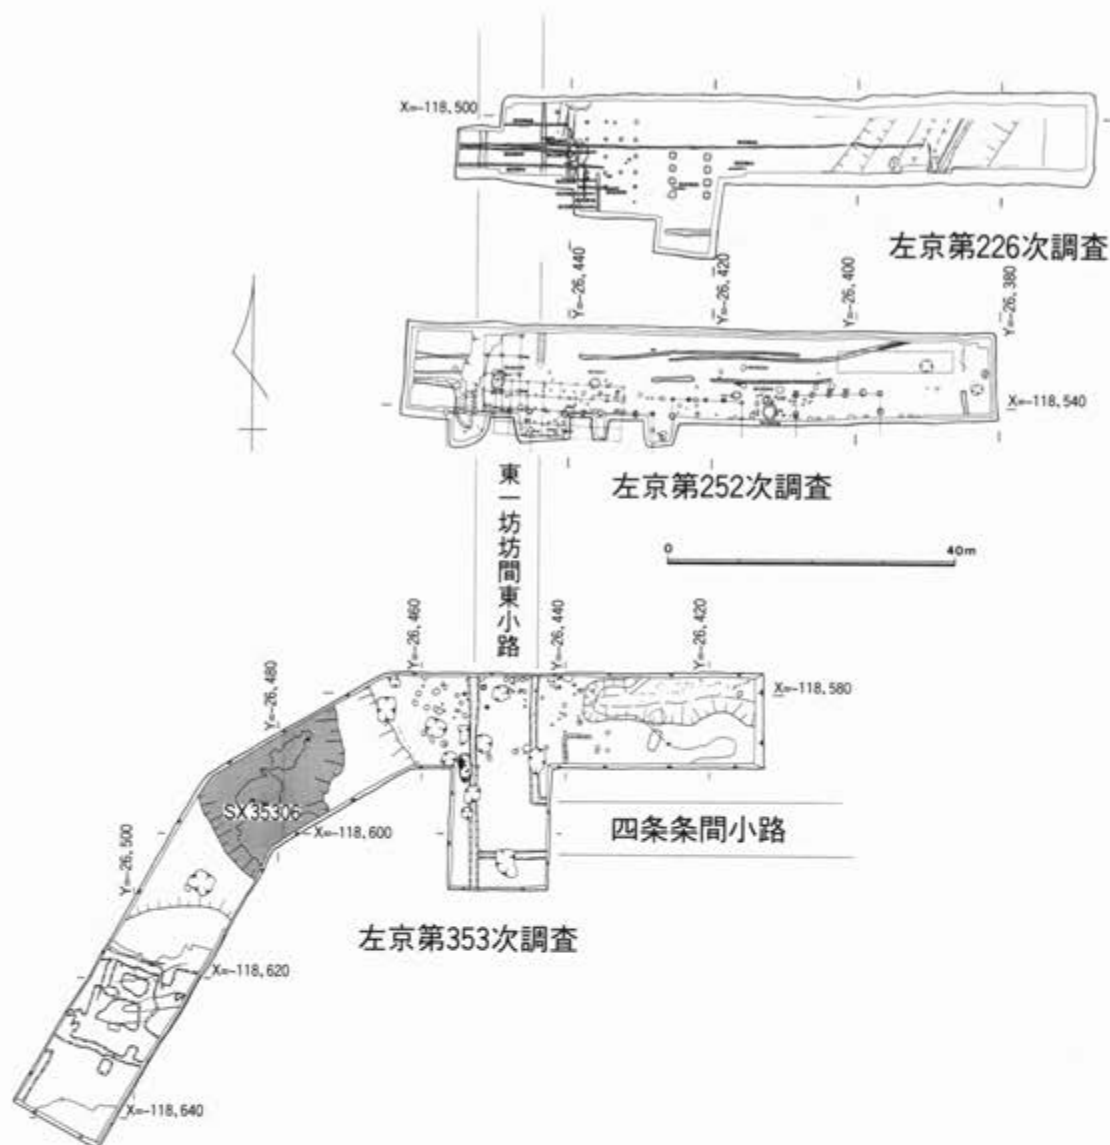 X=-118,500
左京第226次調査
Y=-26,440
Y=-26,420
Y=-26,400
Y=-26,380
X=-118,540
左京第252次調査
東一坊坊間東小路
0 40m
Y=-26,480
Y=-26,460
Y=-26,440
Y=-26,420
X=-118,580
SX35306
X=-118,600
四条条間小路
Y=-26,500
左京第353次調査
X=-118,620
X=-118,640